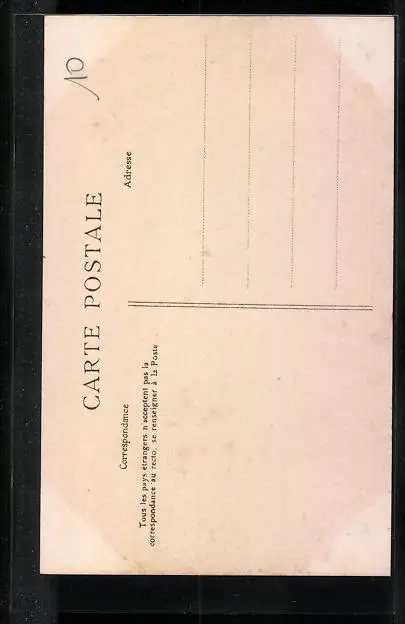 CARTE POSTALE
Correspondance
Tous les pays étrangers n'acceptent pas la
correspondance au recto, se renseigner à la Poste
Adresse
10